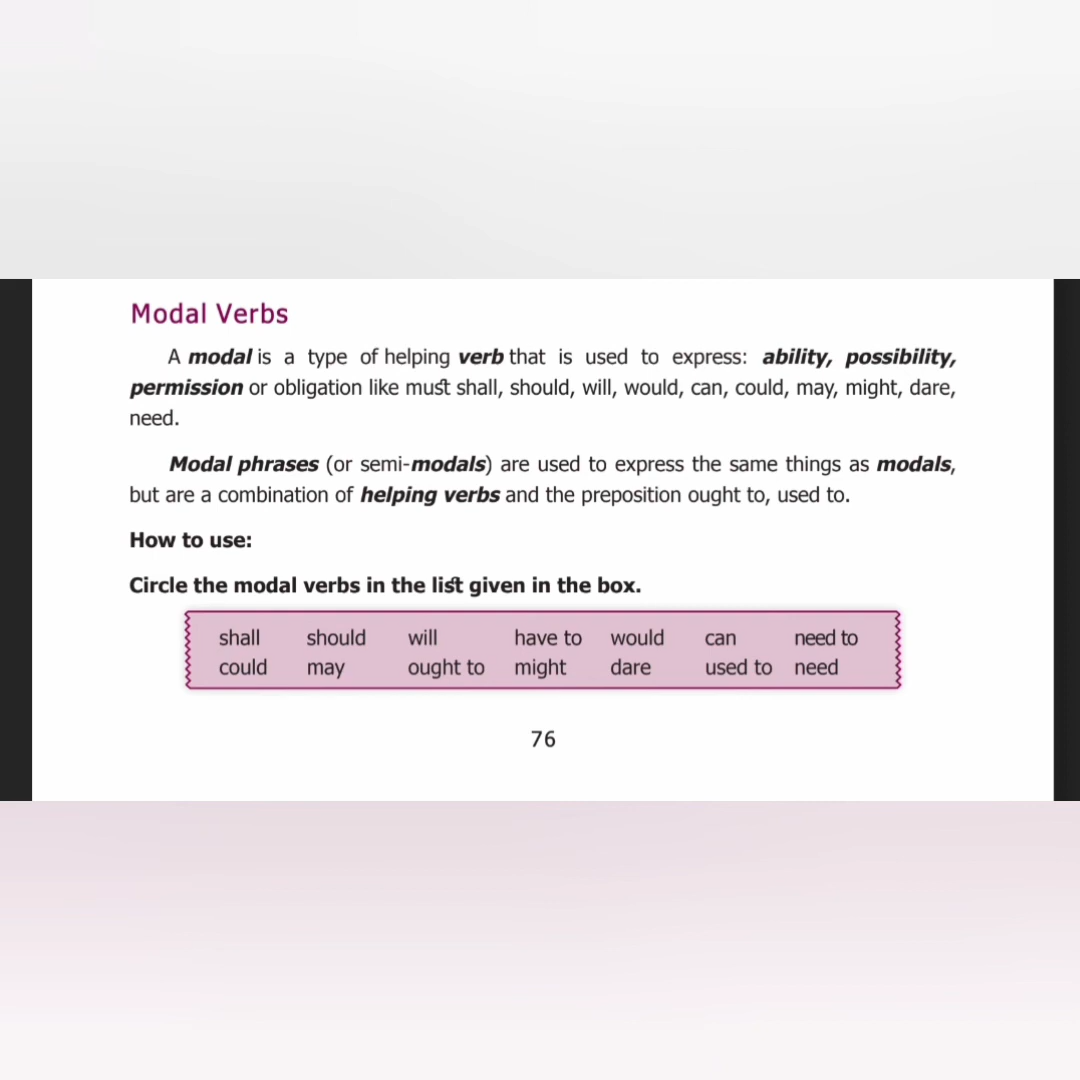 Modal Verbs
A modal is a type of helping verb that is used to express: ability, possibility,
permission or obligation like must shall, should, will, would, can, could, may, might, dare,
need.
Modal phrases (or semi-modals) are used to express the same things as modals,
but are a combination of helping verbs and the preposition ought to, used to.
How to use:
Circle the modal verbs in the list given in the box.
shall should will have to would can need to
could may ought to might dare used to need
76